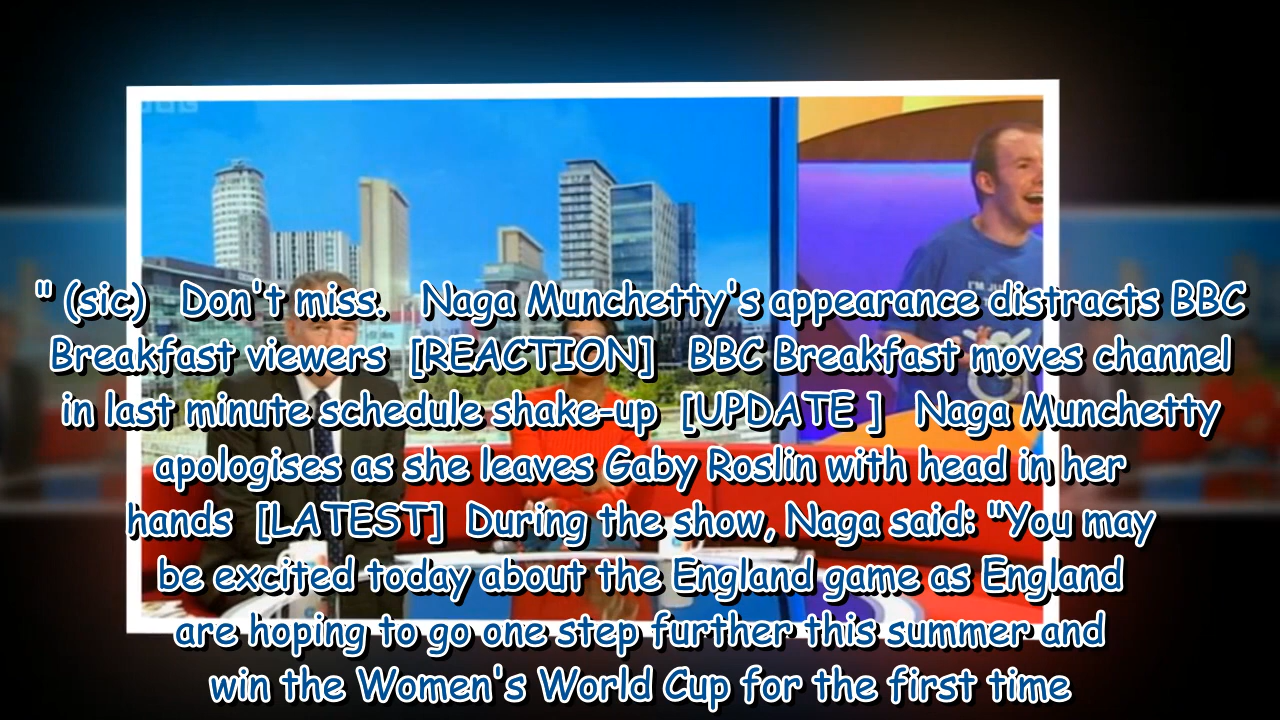 BBC
I'M JU
" (sic) Don't miss. Naga Munchetty's appearance distracts BBC
Breakfast viewers [REACTION] BBC Breakfast moves channel
in last minute schedule shake-up [UPDATE ] Naga Munchetty
apologises as she leaves Gaby Roslin with head in her
hands [LATEST] During the show, Naga said: "You may
be excited today about the England game as England
are hoping to go one step further this summer and
win the Women's World Cup for the first time